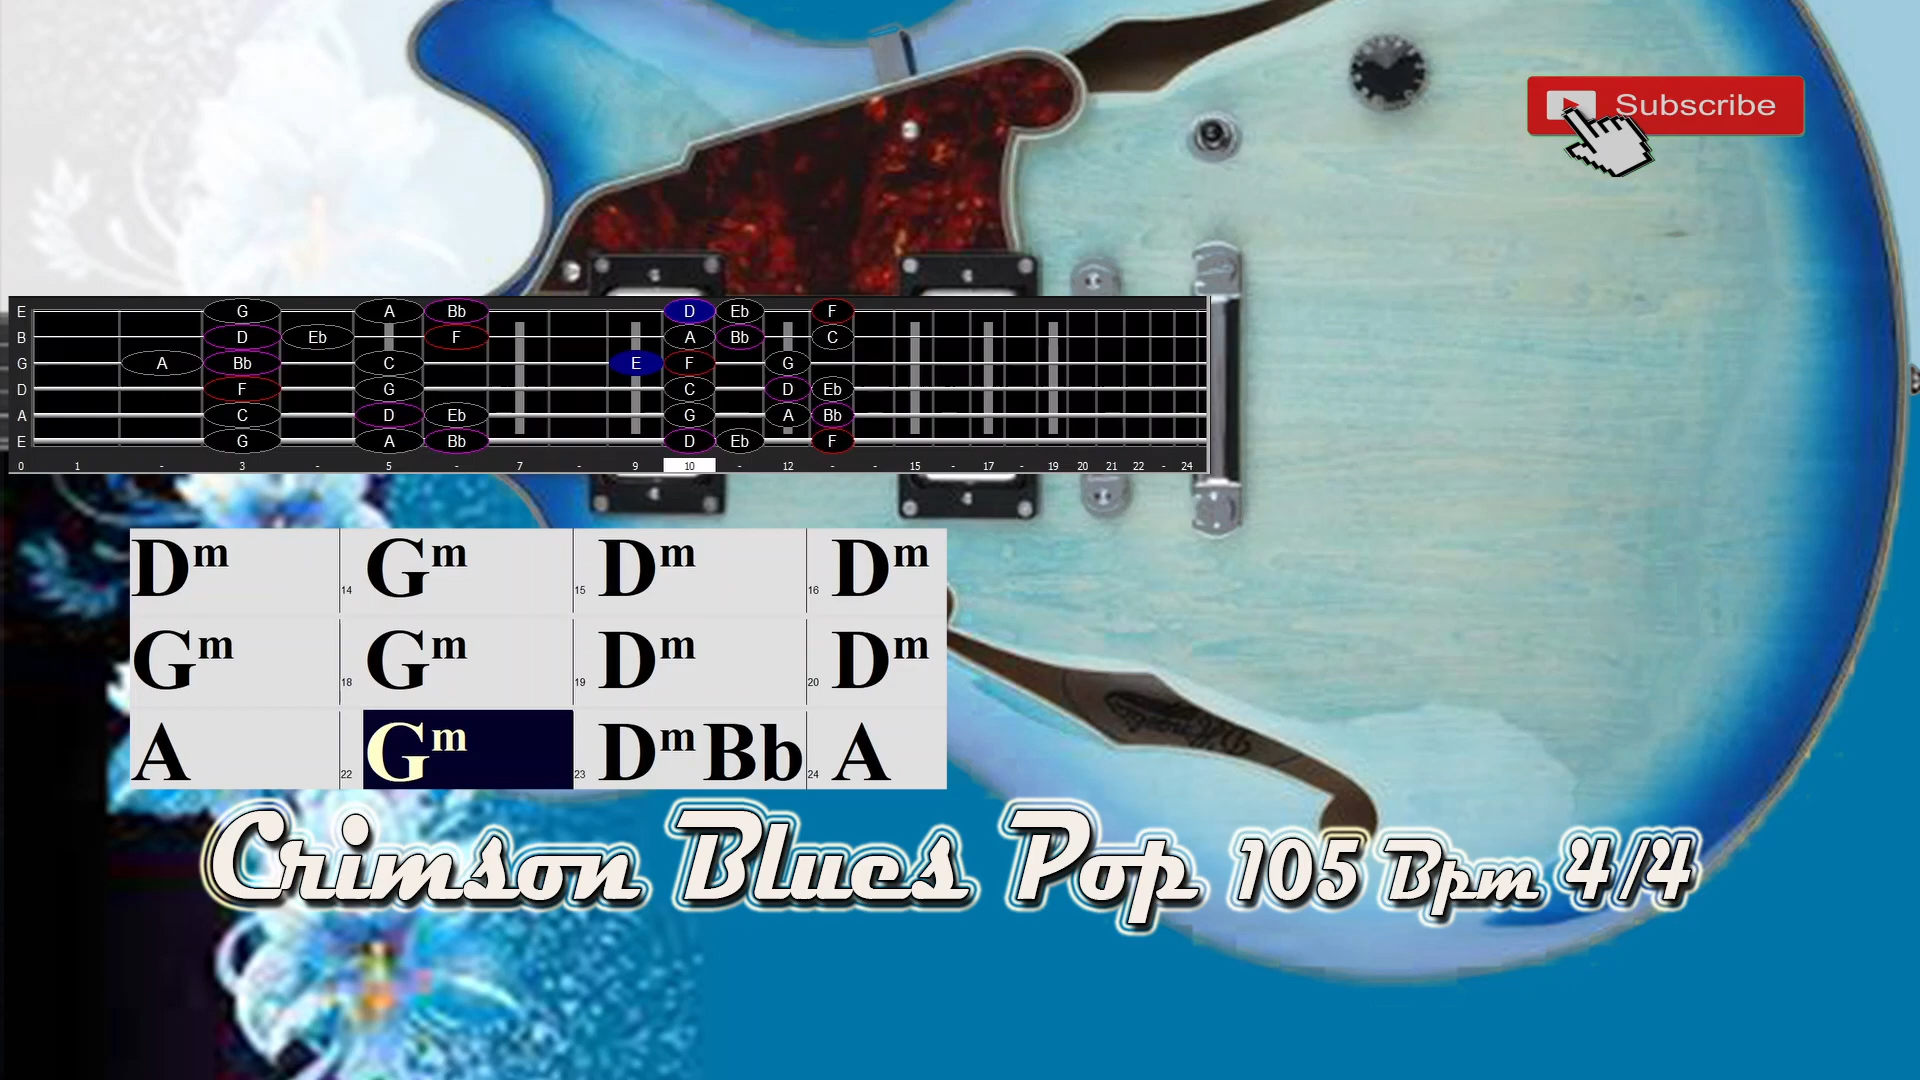 Subscribe
E G A Bb D Eb F
B D Eb F A Bb C
G A Bb C E F G
D F G C D Eb
A C D Eb G A Bb
E G A Bb D Eb F
0 1 - 3 - 5 - 7 - 9 10 - 12 - - 15 - 17 - 19 20 21 22 - 24
Dm 14 Gm 15 Dm 16 Dm
Gm 18 Gm 19 Dm 20 Dm
A 22 Gm 23 Dm Bb 24 A
Crimson Blues Pop 105 Bpm 4/4